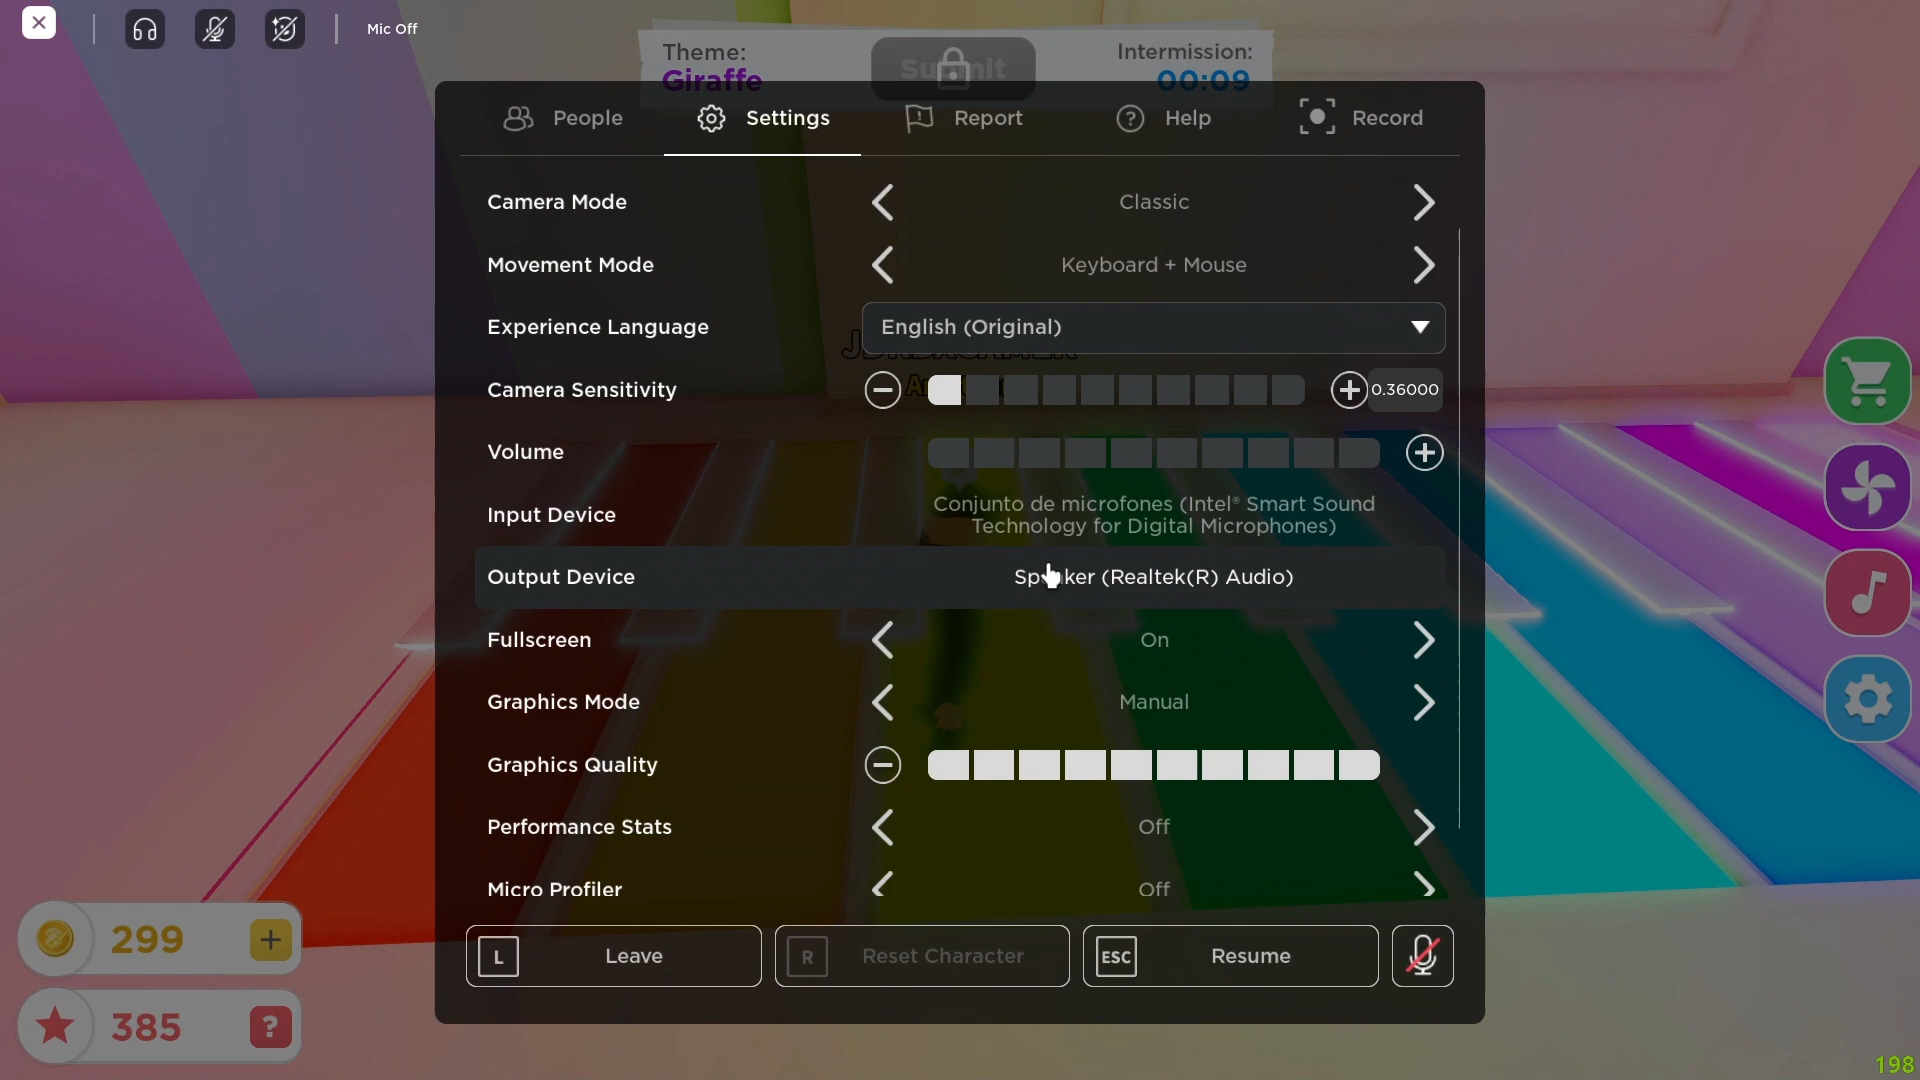 Mic Off
Theme:
Giraffe
Submit
Intermission:
00:09
People
Settings
Report
Help
Record
Camera Mode
Classic
Movement Mode
Keyboard + Mouse
Experience Language
English (Original)
Camera Sensitivity
0.36000
Volume
Input Device
Conjunto de microfones (Intel® Smart Sound
Technology for Digital Microphones)
Output Device
Speaker (Realtek(R) Audio)
Fullscreen
On
Graphics Mode
Manual
Graphics Quality
Performance Stats
Off
Micro Profiler
Off
299
385
?
L
Leave
R
Reset Character
ESC
Resume
198